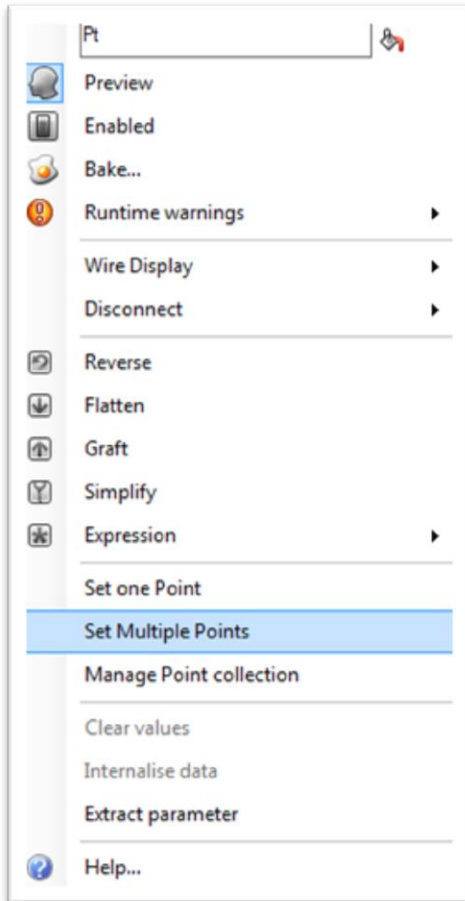 Pt
Preview
Enabled
Bake...
Runtime warnings
Wire Display
Disconnect
Reverse
Flatten
Graft
Simplify
Expression
Set one Point
Set Multiple Points
Manage Point collection
Clear values
Internalise data
Extract parameter
Help...